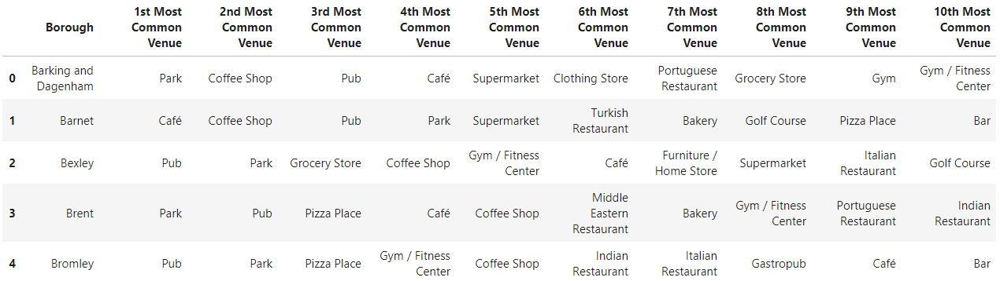 Borough 1st Most Common Venue 2nd Most Common Venue 3rd Most Common Venue 4th Most Common Venue 5th Most Common Venue 6th Most Common Venue 7th Most Common Venue 8th Most Common Venue 9th Most Common Venue 10th Most Common Venue
0 Barking and Dagenham Park Coffee Shop Pub Café Supermarket Clothing Store Portuguese Restaurant Grocery Store Gym Gym / Fitness Center
1 Barnet Café Coffee Shop Pub Park Supermarket Turkish Restaurant Bakery Golf Course Pizza Place Bar
2 Bexley Pub Park Grocery Store Coffee Shop Gym / Fitness Center Café Furniture / Home Store Supermarket Italian Restaurant Golf Course
3 Brent Park Pub Pizza Place Café Coffee Shop Middle Eastern Restaurant Bakery Gym / Fitness Center Portuguese Restaurant Indian Restaurant
4 Bromley Pub Park Pizza Place Gym / Fitness Center Coffee Shop Indian Restaurant Italian Restaurant Gastropub Café Bar